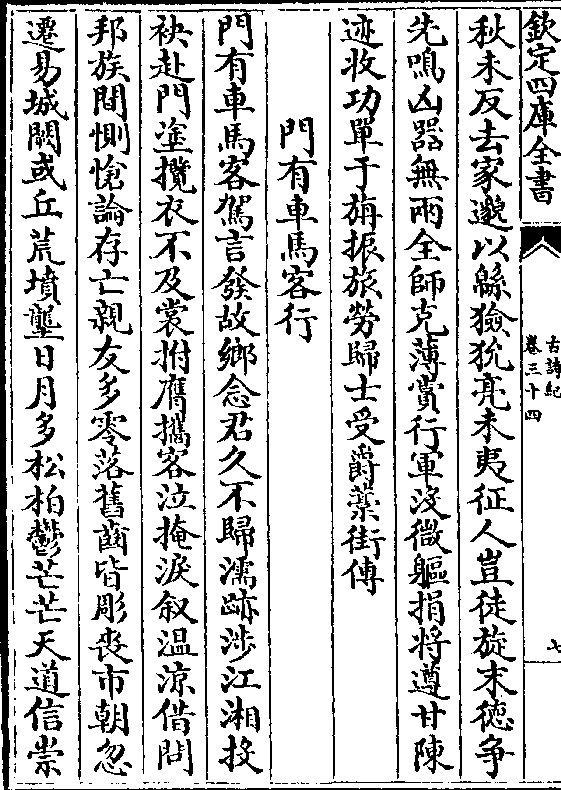 欽定四庫全書
古詩紀
卷三十四
七
秋未反去家邈以緜獫狁亮未夷征人豈徒旋末德争
先鳴凶器無兩全師克薄賞行軍沒微軀捐将遵甘陳
迹收功單于旃振旅勞歸士受爵藁街傳
門有車馬客行
門有車馬客駕言發故鄉念君久不歸濡跡涉江湘投
袂赴門塗攬衣不及裳拊膺攜客泣掩淚叙温涼借問
邦族間惻愴論存亡親友多零落舊齒皆彫喪市朝忽
遷易城闕或丘荒墳壟日月多松柏鬱芒芒天道信崇